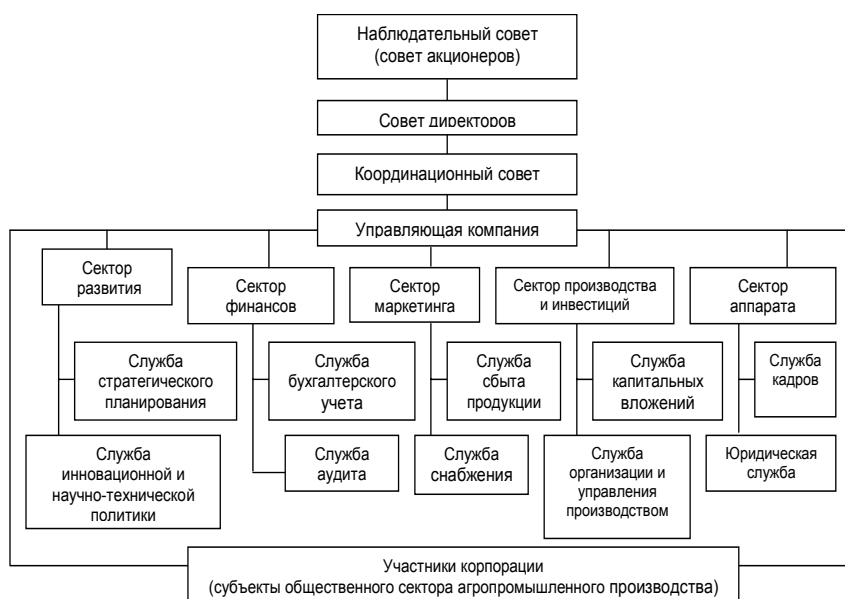 Наблюдательный совет
(совет акционеров)
Совет директоров
Координационный совет
Управляющая компания
Сектор
развития
Сектор
финансов
Сектор
маркетинга
Сектор производства
и инвестиций
Сектор
аппарата
Служба
стратегического
планирования
Служба
бухгалтерского
учета
Служба
сбыта
продукции
Служба
капитальных
вложений
Служба
кадров
Служба
инновационной и
научно-технической
политики
Служба
аудита
Служба
снабжения
Служба
организации и
управления
производством
Юридическая
служба
Участники корпорации
(субъекты общественного сектора агропромышленного производства)